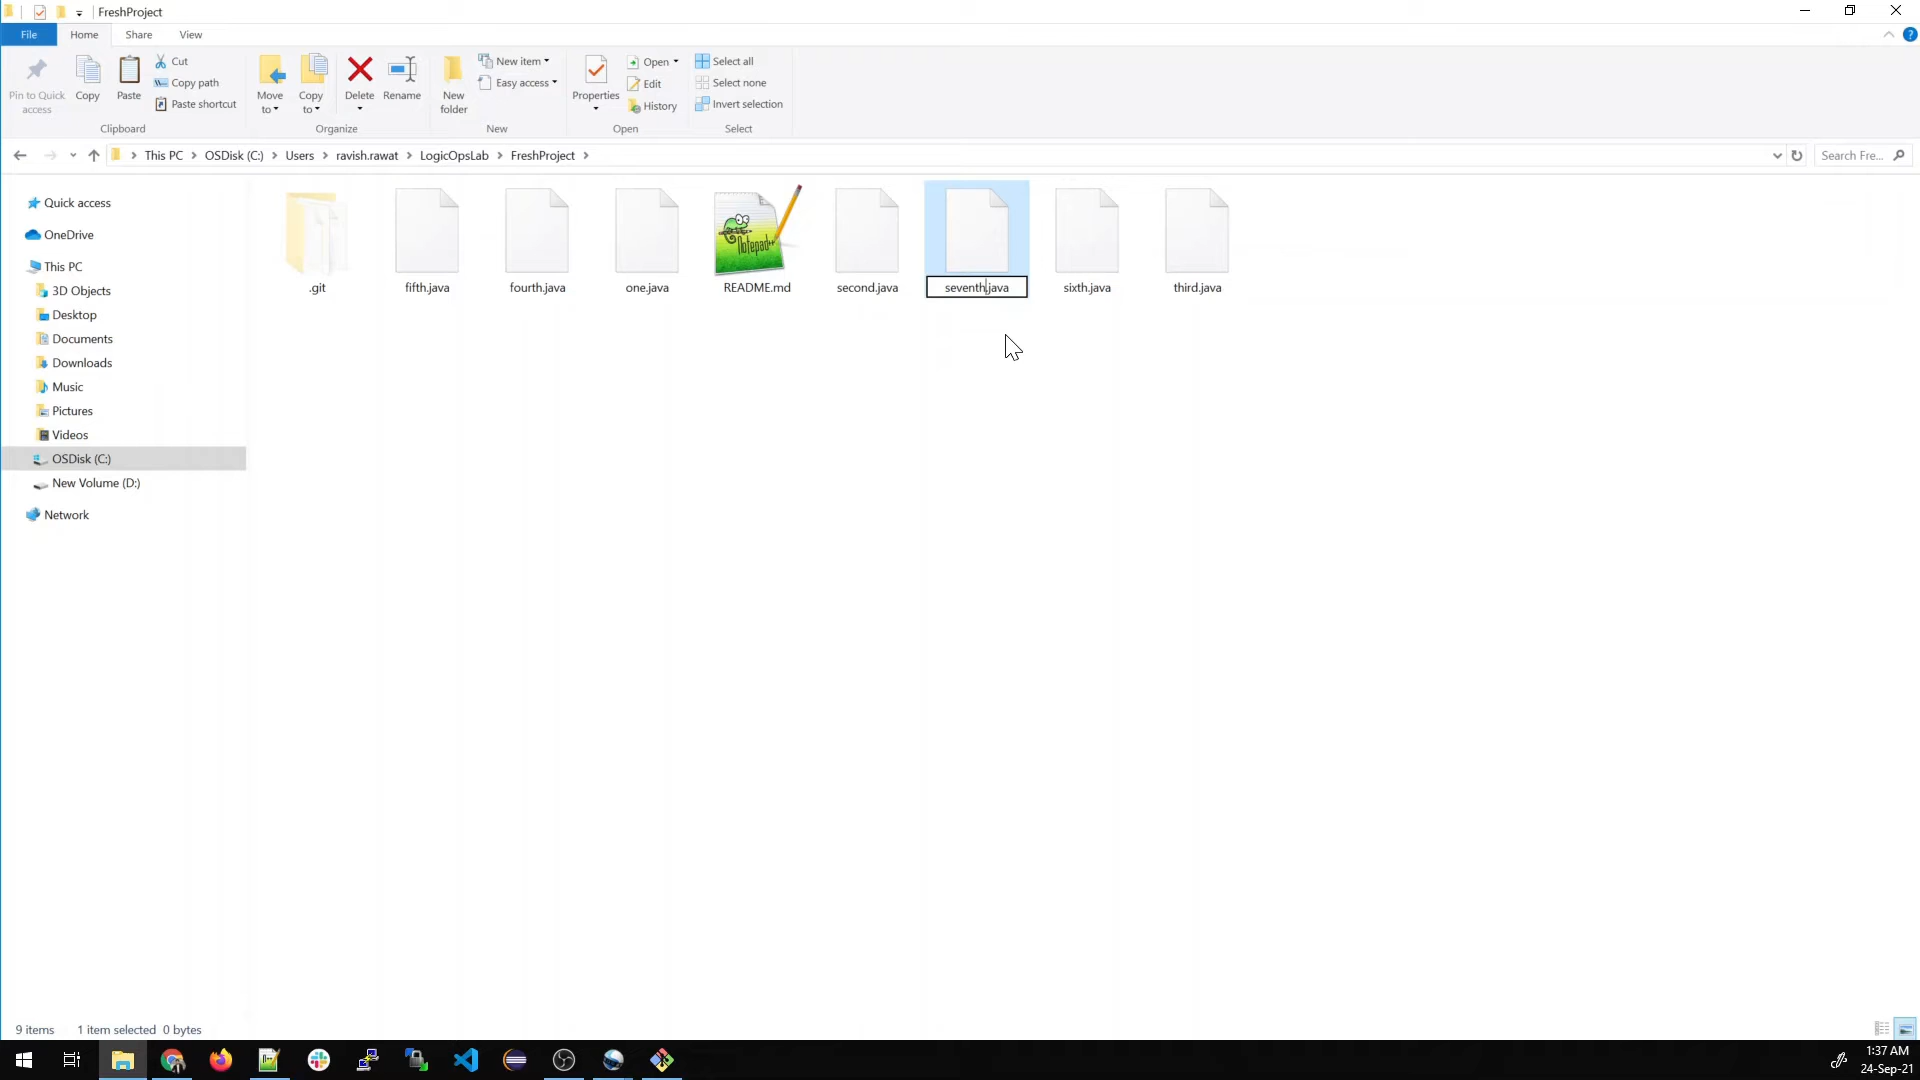 FreshProject
File Home Share View
Pin to Quick access
Copy
Paste
Cut
Copy path
Paste shortcut
Clipboard
Move to
Copy to
Delete
Rename
Organize
New folder
New item
Easy access
New
Properties
Open
Edit
History
Open
Select all
Select none
Invert selection
Select
This PC > OSDisk (C:) > Users > ravish.rawat > LogicOpsLab > FreshProject >
Search Fre...
Quick access
OneDrive
This PC
3D Objects
Desktop
Documents
Downloads
Music
Pictures
Videos
OSDisk (C:)
New Volume (D:)
Network
.git
fifth.java
fourth.java
one.java
Notepad++
README.md
second.java
seventh.java
sixth.java
third.java
9 items 1 item selected 0 bytes
1:37 AM
24-Sep-21